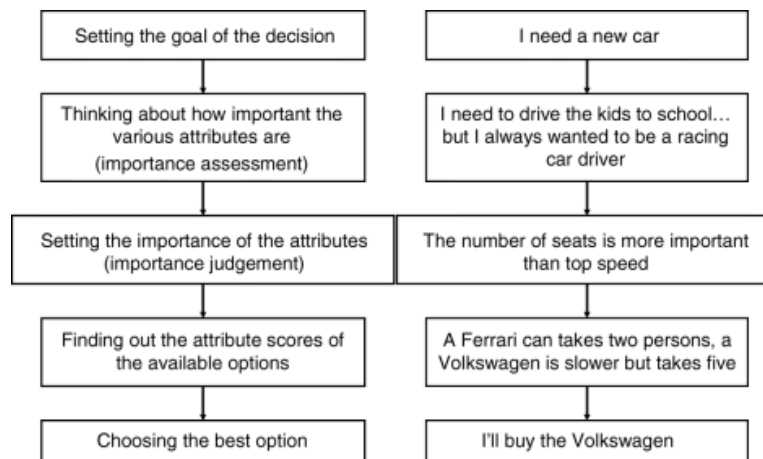 Setting the goal of the decision
I need a new car
Thinking about how important the
various attributes are
(importance assessment)
I need to drive the kids to school...
but I always wanted to be a racing
car driver
Setting the importance of the attributes
(importance judgement)
The number of seats is more important
than top speed
Finding out the attribute scores of
the available options
A Ferrari can takes two persons, a
Volkswagen is slower but takes five
Choosing the best option
I'll buy the Volkswagen